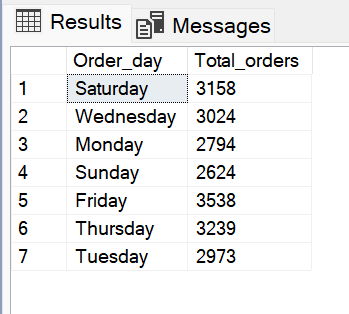 Results Messages
Order_day Total_orders
1 Saturday 3158
2 Wednesday 3024
3 Monday 2794
4 Sunday 2624
5 Friday 3538
6 Thursday 3239
7 Tuesday 2973